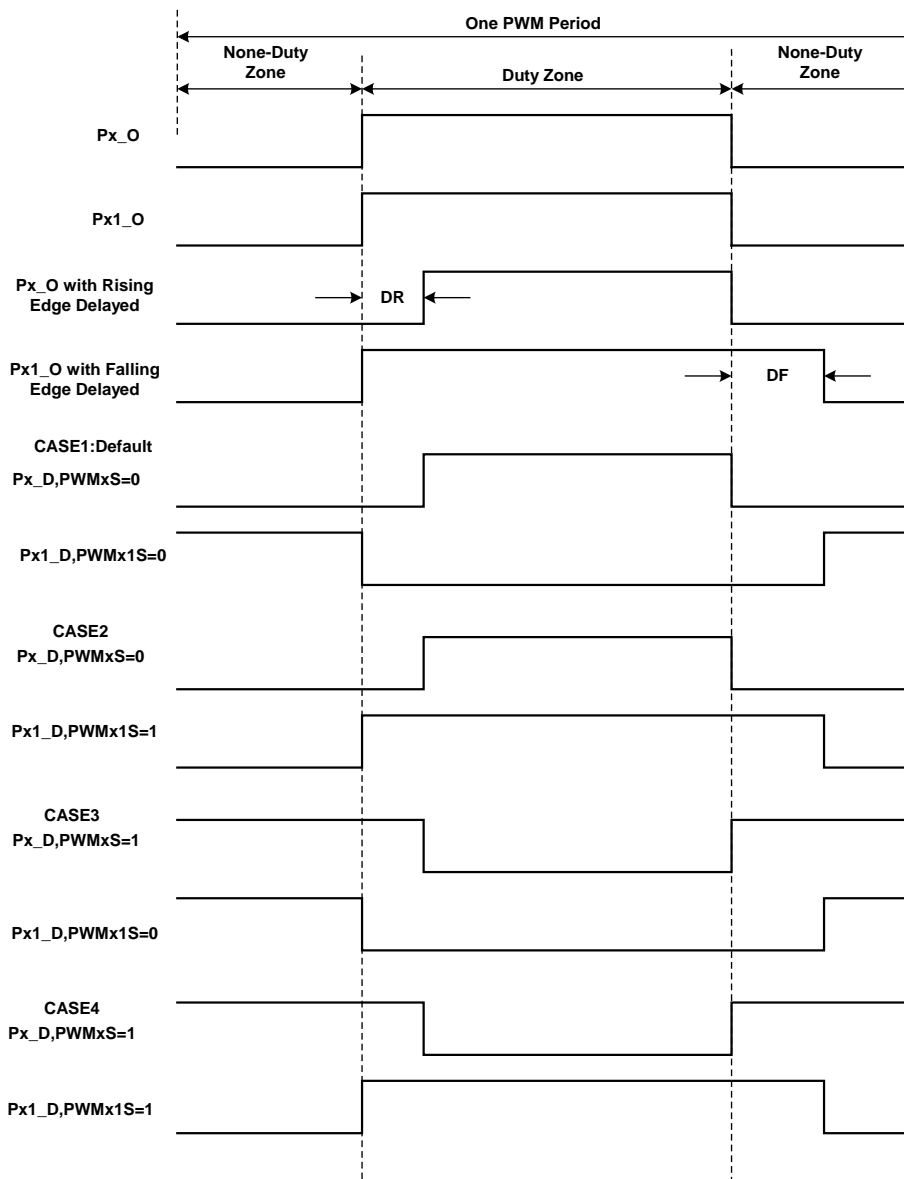 One PWM Period
None-Duty
Zone
Duty Zone
None-Duty
Zone
Px_O
Px1_O
Px_O with Rising
Edge Delayed
DR
Px1_O with Falling
Edge Delayed
DF
CASE1:Default
Px_D,PWMxS=0
Px1_D,PWMx1S=0
CASE2
Px_D,PWMxS=0
Px1_D,PWMx1S=1
CASE3
Px_D,PWMxS=1
Px1_D,PWMx1S=0
CASE4
Px_D,PWMxS=1
Px1_D,PWMx1S=1